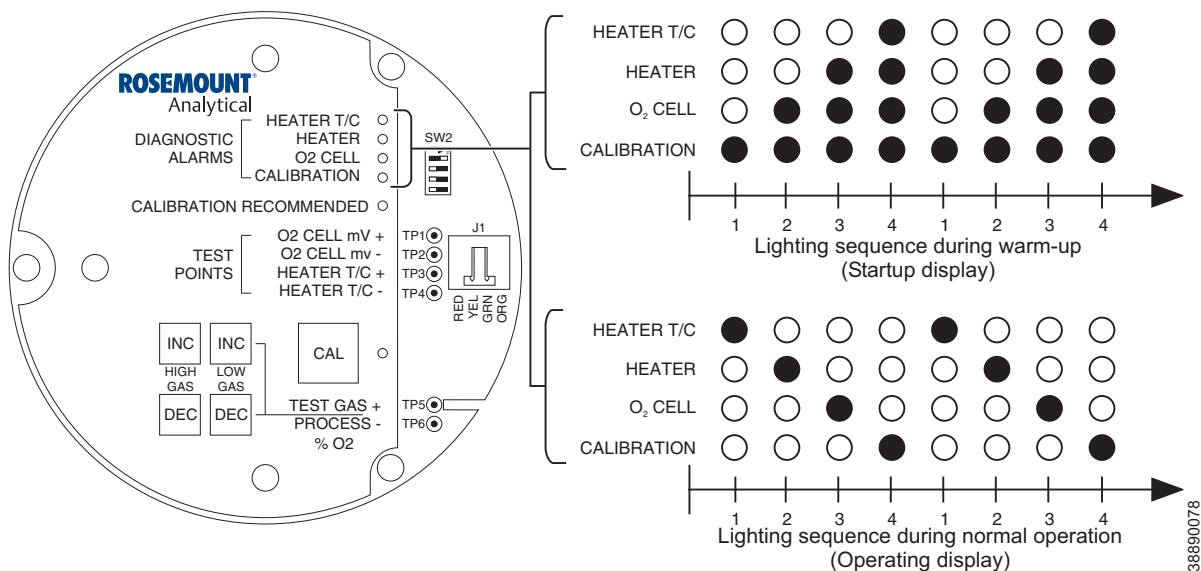 ROSEMOUNT®
Analytical
DIAGNOSTIC
ALARMS
HEATER T/C
HEATER
O2 CELL
CALIBRATION
CALIBRATION RECOMMENDED
SW2
TEST
POINTS
O2 CELL mV +
O2 CELL mv -
HEATER T/C +
HEATER T/C -
TP1
TP2
TP3
TP4
J1
RED
YEL
GRN
ORG
INC
INC
HIGH
GAS
LOW
GAS
DEC
DEC
CAL
TEST GAS +
PROCESS -
% O2
TP5
TP6
HEATER T/C
HEATER
O₂ CELL
CALIBRATION
1 2 3 4 1 2 3 4
Lighting sequence during warm-up
(Startup display)
HEATER T/C
HEATER
O₂ CELL
CALIBRATION
1 2 3 4 1 2 3 4
Lighting sequence during normal operation
(Operating display)
38890078